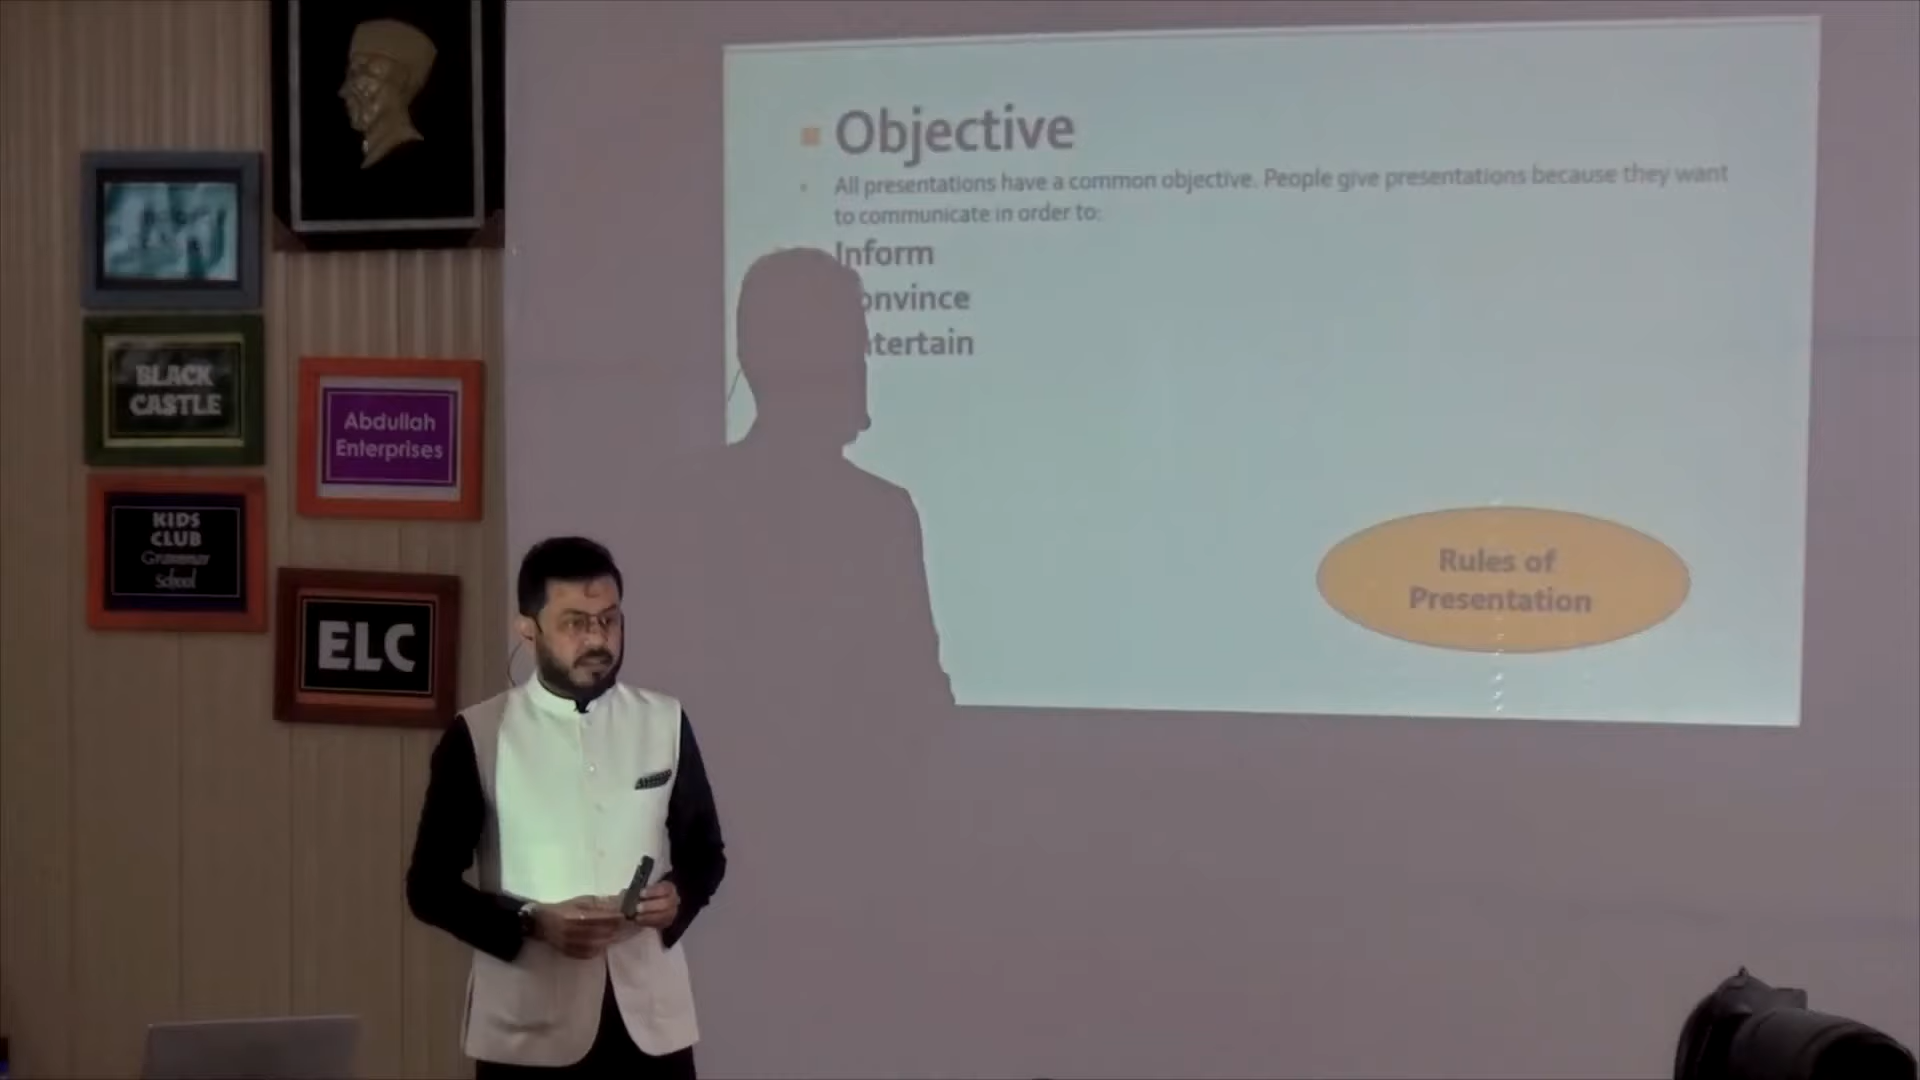 Objective
All presentations have a common objective. People give presentations because they want
to communicate in order to:
Inform
onvince
tertain
Rules of
Presentation
BLACK
CASTLE
Abdullah
Enterprises
KIDS
CLUB
Grammar
School
ELC